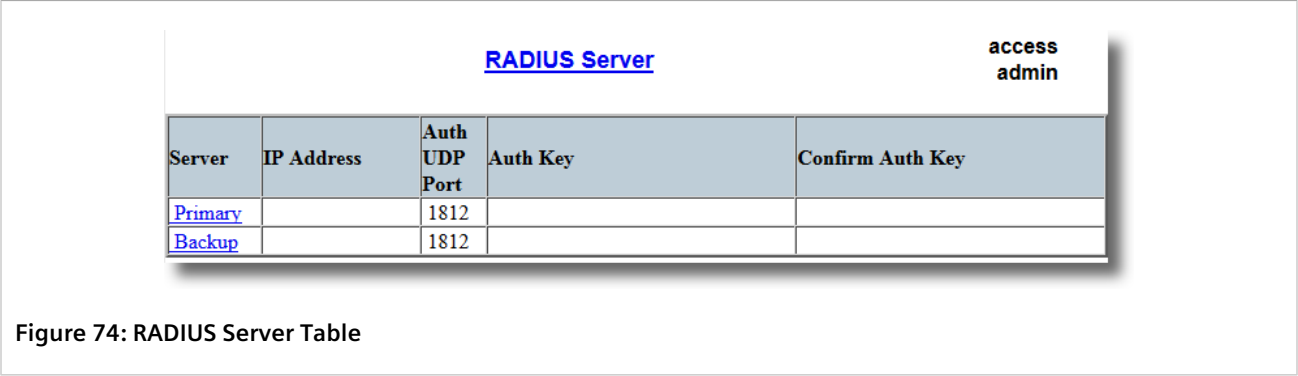 RADIUS Server
access
admin
Server IP Address Auth UDP Port Auth Key Confirm Auth Key
Primary 1812
Backup 1812
Figure 74: RADIUS Server Table